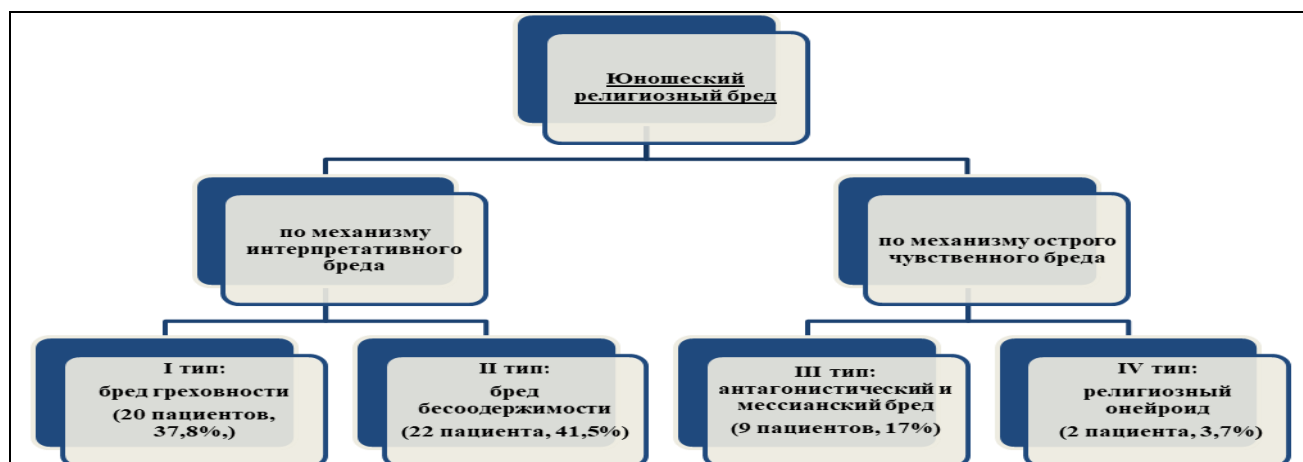 Юношеский
религиозный бред
по механизму
интерпретативного
бреда
по механизму острого
чувственного бреда
I тип:
бред греховности
(20 пациентов,
37,8%,)
II тип:
бред
бесоодержимости
(22 пациента, 41,5%)
III тип:
антагонистический и
мессианский бред
(9 пациентов, 17%)
IV тип:
религиозный
онейроид
(2 пациента, 3,7%)